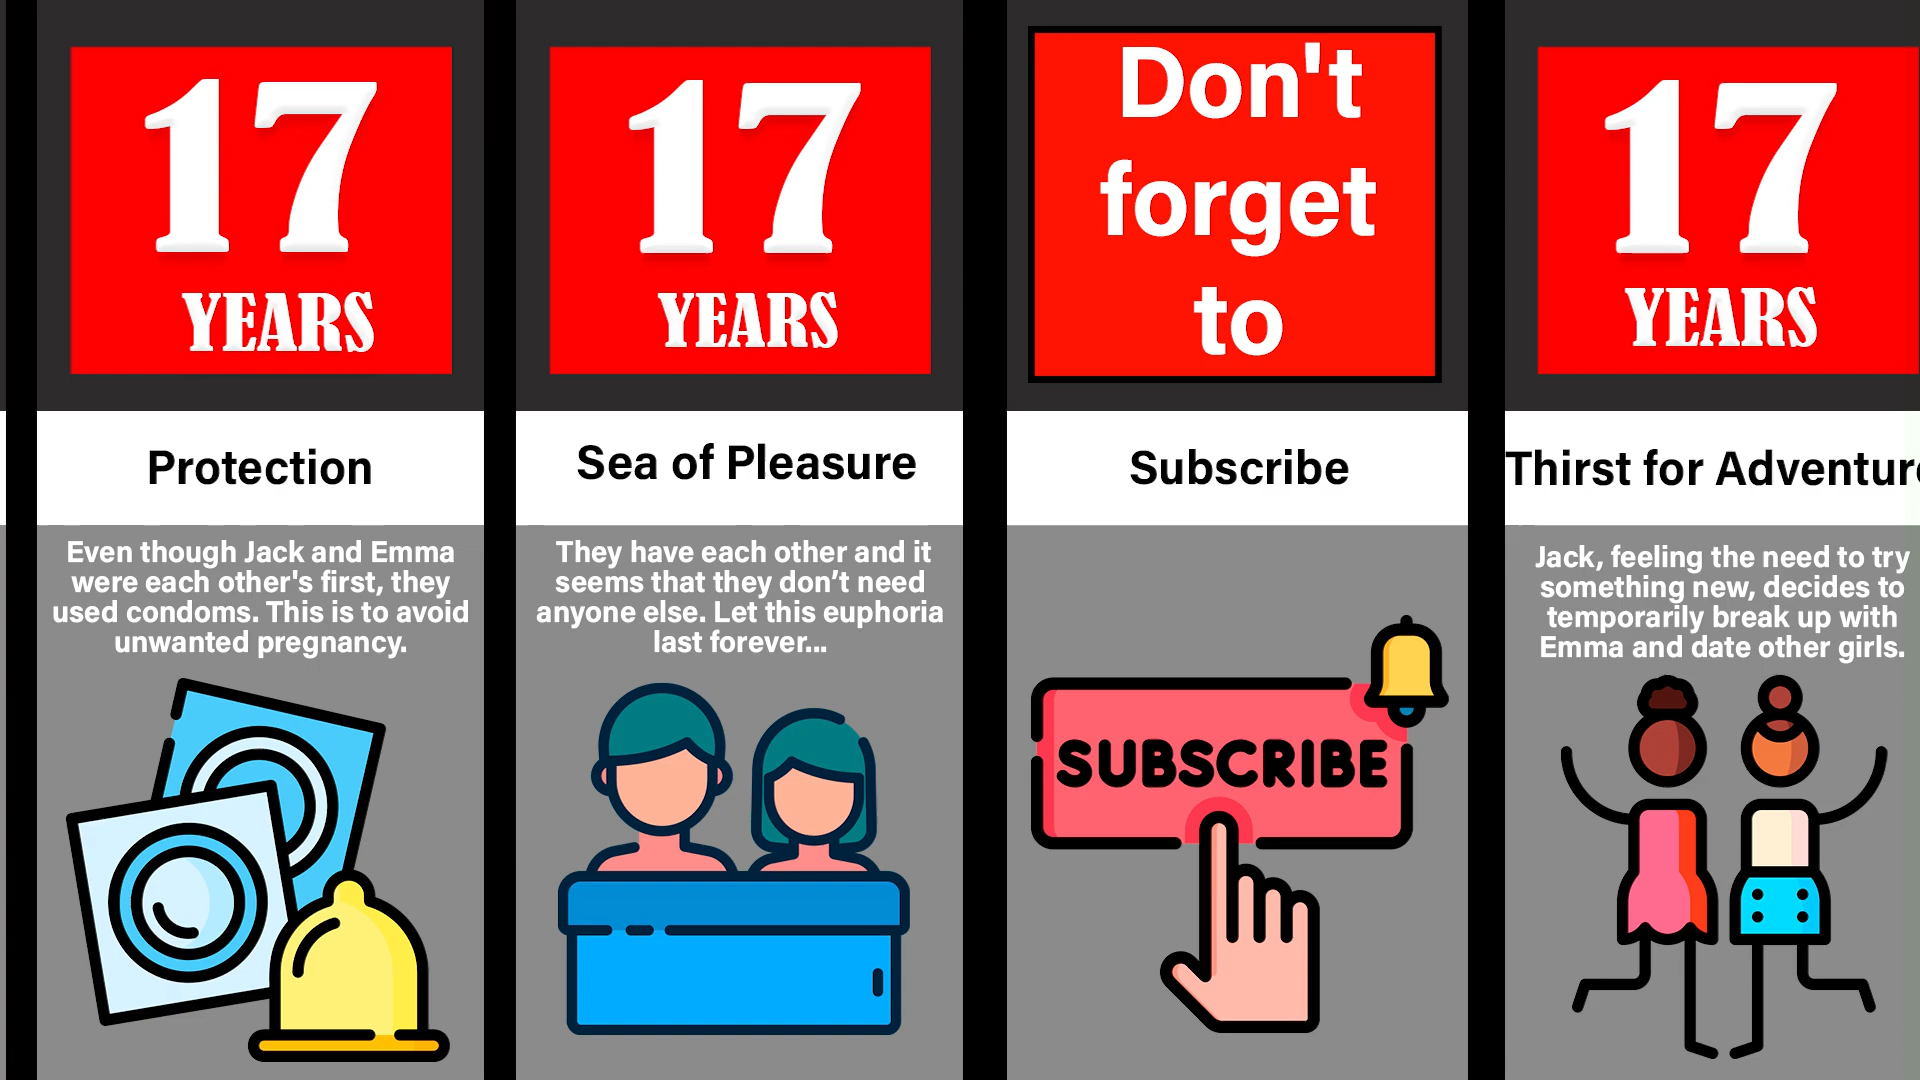 17
YEARS
Protection
Even though Jack and Emma
were each other's first, they
used condoms. This is to avoid
unwanted pregnancy.
17
YEARS
Sea of Pleasure
They have each other and it
seems that they don’t need
anyone else. Let this euphoria
last forever...
Don't
forget
to
Subscribe
SUBSCRIBE
17
YEARS
Thirst for Adventure
Jack, feeling the need to try
something new, decides to
temporarily break up with
Emma and date other girls.